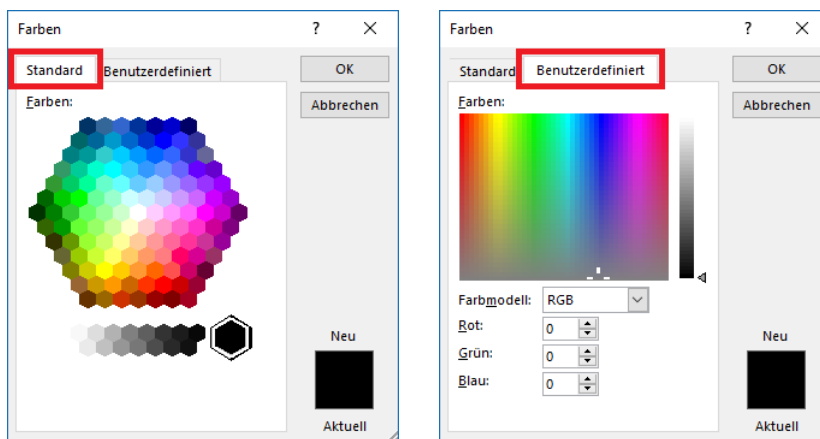 Farben ? ×
Standard Benutzerdefiniert
OK
Farben:
Abbrechen
Neu
Aktuell
Farben ? ×
Standard Benutzerdefiniert
OK
Farben:
Abbrechen
Farbmodell: RGB
Rot: 0
Grün: 0
Blau: 0
Neu
Aktuell